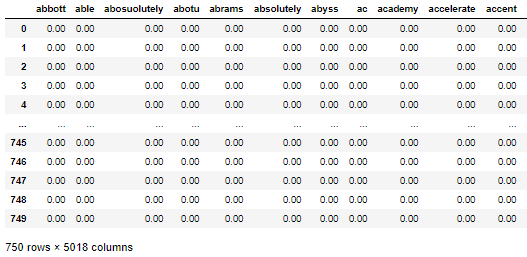 abbott able abosuolutely abotu abrams absolutely abyss ac academy accelerate accent
0 0.00 0.00 0.00 0.00 0.00 0.00 0.00 0.00 0.00 0.00 0.00
1 0.00 0.00 0.00 0.00 0.00 0.00 0.00 0.00 0.00 0.00 0.00
2 0.00 0.00 0.00 0.00 0.00 0.00 0.00 0.00 0.00 0.00 0.00
3 0.00 0.00 0.00 0.00 0.00 0.00 0.00 0.00 0.00 0.00 0.00
4 0.00 0.00 0.00 0.00 0.00 0.00 0.00 0.00 0.00 0.00 0.00
... ... ... ... ... ... ... ... ... ... ... ...
745 0.00 0.00 0.00 0.00 0.00 0.00 0.00 0.00 0.00 0.00 0.00
746 0.00 0.00 0.00 0.00 0.00 0.00 0.00 0.00 0.00 0.00 0.00
747 0.00 0.00 0.00 0.00 0.00 0.00 0.00 0.00 0.00 0.00 0.00
748 0.00 0.00 0.00 0.00 0.00 0.00 0.00 0.00 0.00 0.00 0.00
749 0.00 0.00 0.00 0.00 0.00 0.00 0.00 0.00 0.00 0.00 0.00
750 rows × 5018 columns